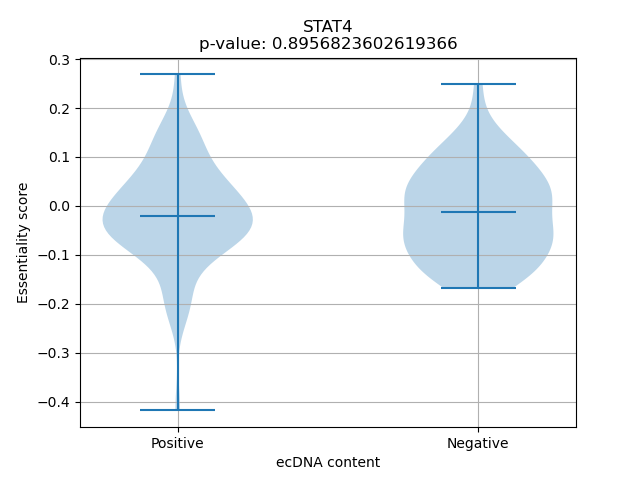 STAT4
p-value: 0.8956823602619366
0.3
0.2
0.1
0.0
−0.1
−0.2
−0.3
−0.4
Essentiality score
Positive
Negative
ecDNA content